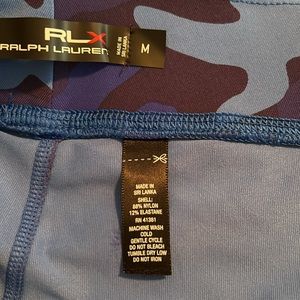 RLX
RALPH LAUREN
MADE IN
SRI LANKA
M
MADE IN
SRI LANKA
SHELL:
88% NYLON
12% ELASTANE
RN 41381
MACHINE WASH
COLD
GENTLE CYCLE
DO NOT BLEACH
TUMBLE DRY LOW
DO NOT IRON